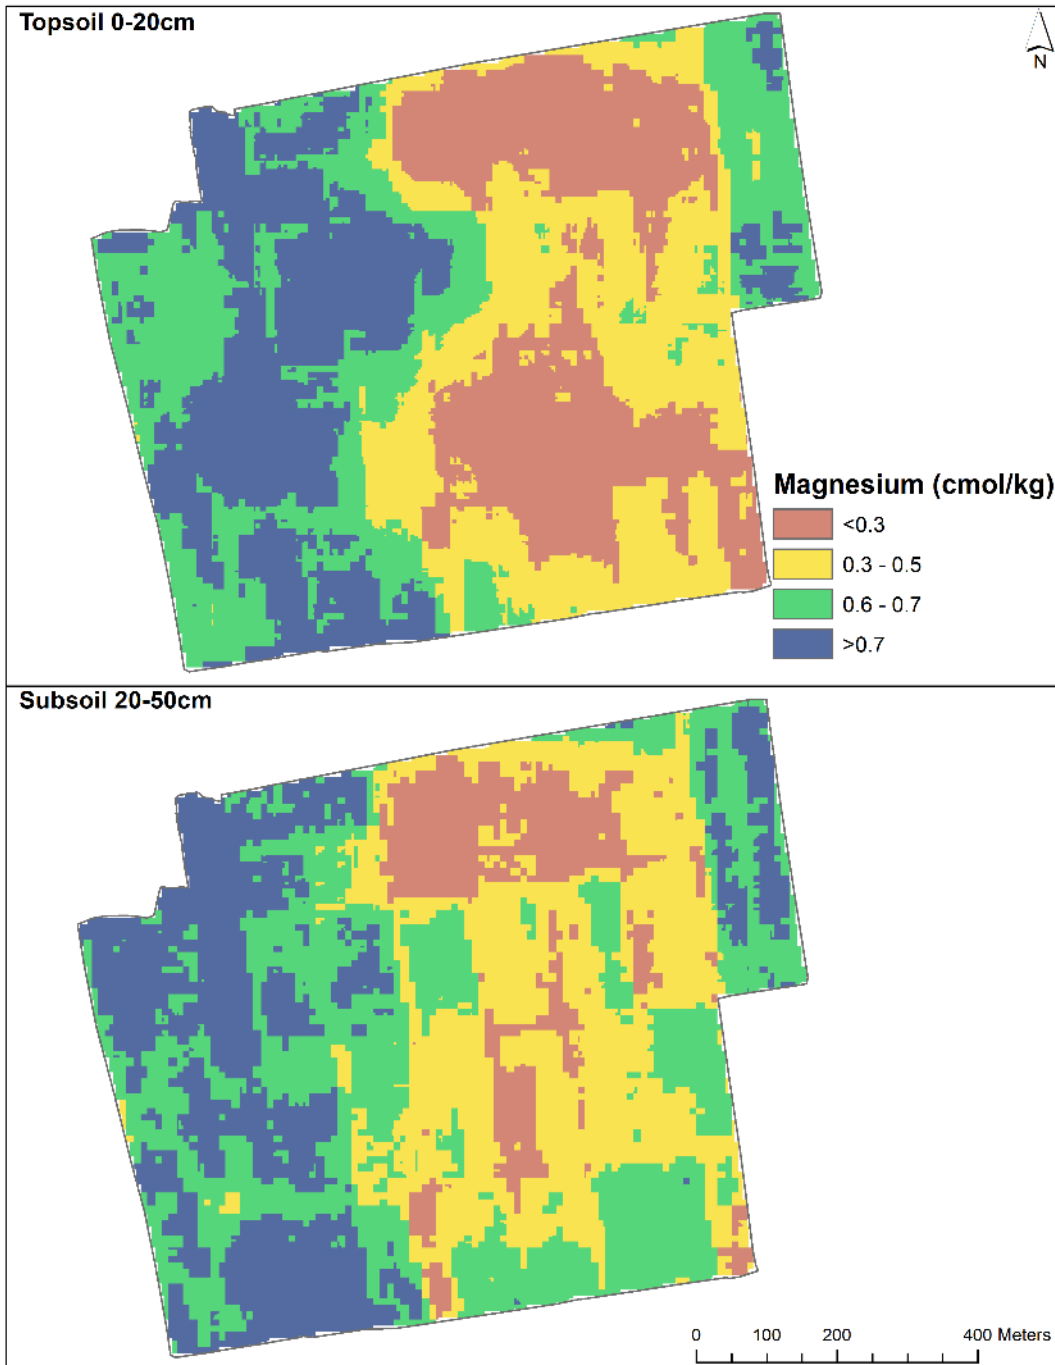 Topsoil 0-20cm
N
Magnesium (cmol/kg)
<0.3
0.3 - 0.5
0.6 - 0.7
>0.7
Subsoil 20-50cm
0 100 200 400 Meters